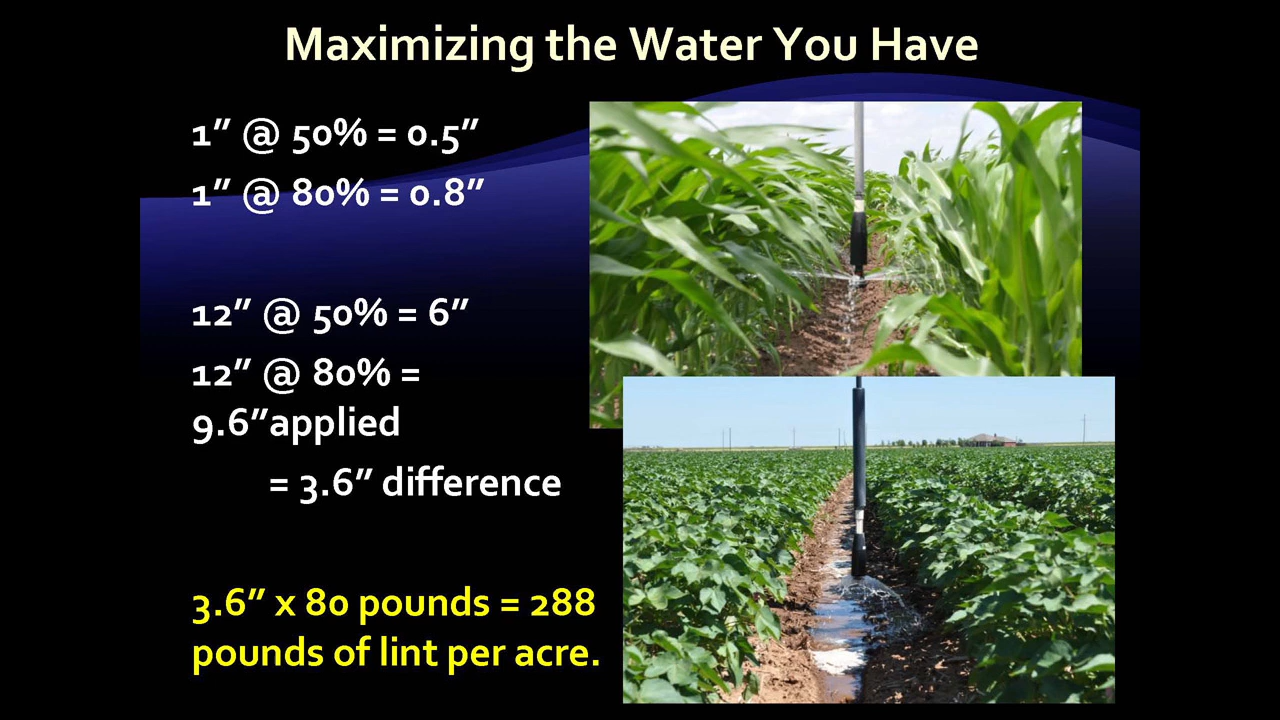 Maximizing the Water You Have
1” @ 50% = 0.5”
1” @ 80% = 0.8”
12” @ 50% = 6”
12” @ 80% =
9.6”applied
= 3.6” difference
3.6” x 80 pounds = 288
pounds of lint per acre.